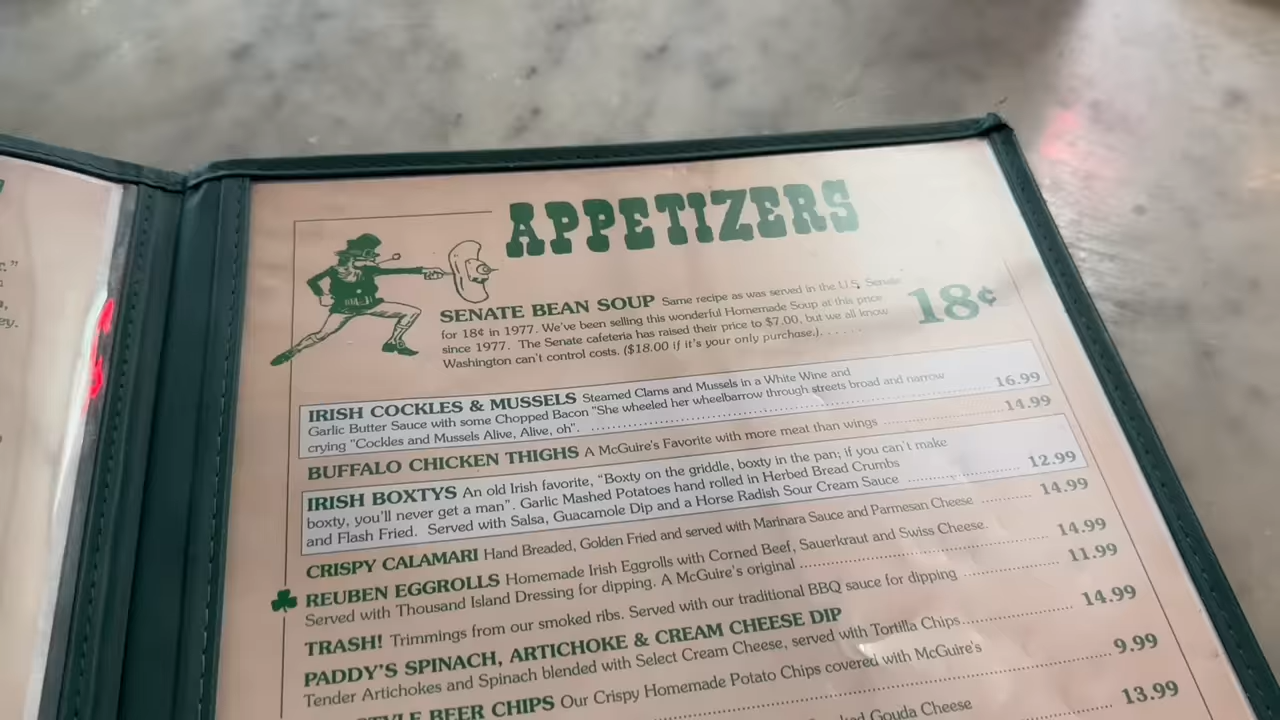 ."
,
ey.
APPETIZERS
SENATE BEAN SOUP Same recipe as was served in the U.S. Senate
for 18¢ in 1977. We've been selling this wonderful Homemade Soup at this price
since 1977. The Senate cafeteria has raised their price to $7.00, but we all know
Washington can't control costs. ($18.00 if it's your only purchase.). . . . . .
18¢
IRISH COCKLES & MUSSELS Steamed Clams and Mussels in a White Wine and
Garlic Butter Sauce with some Chopped Bacon "She wheeled her wheelbarrow through streets broad and narrow
crying "Cockles and Mussels Alive, Alive, oh". ........ 16.99
BUFFALO CHICKEN THIGHS A McGuire's Favorite with more meat than wings ........ 14.99
IRISH BOXTYS An old Irish favorite, "Boxty on the griddle, boxty in the pan; if you can't make
boxty, you'll never get a man". Garlic Mashed Potatoes hand rolled in Herbed Bread Crumbs
and Flash Fried. Served with Salsa, Guacamole Dip and a Horse Radish Sour Cream Sauce ........ 12.99
CRISPY CALAMARI Hand Breaded, Golden Fried and served with Marinara Sauce and Parmesan Cheese ........ 14.99
REUBEN EGGROLLS Homemade Irish Eggrolls with Corned Beef, Sauerkraut and Swiss Cheese.
Served with Thousand Island Dressing for dipping. A McGuire's original ........ 14.99
TRASH! Trimmings from our smoked ribs. Served with our traditional BBQ sauce for dipping ........ 11.99
PADDY'S SPINACH, ARTICHOKE & CREAM CHEESE DIP
Tender Artichokes and Spinach blended with Select Cream Cheese, served with Tortilla Chips........ 14.99
STYLE BEER CHIPS Our Crispy Homemade Potato Chips covered with McGuire's
........ 9.99
Gouda Cheese
13.99